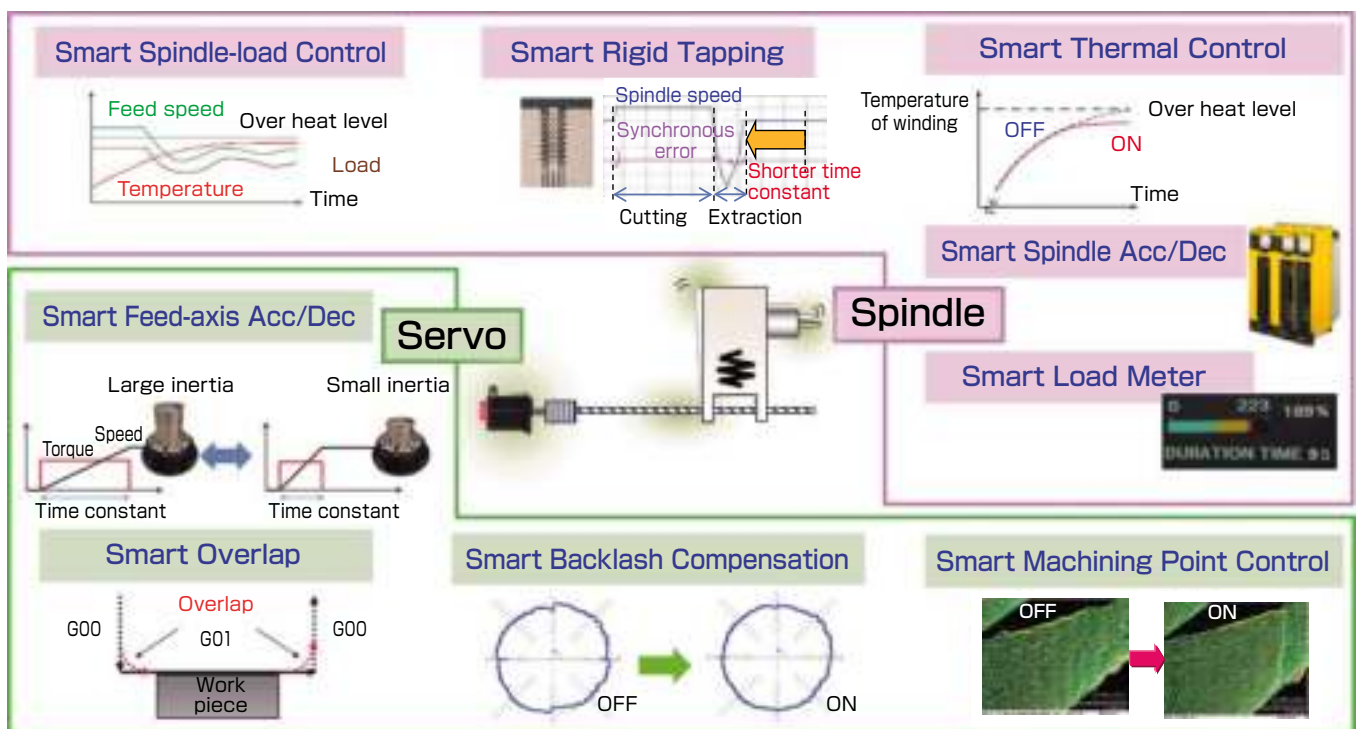 Smart Spindle-load Control
Feed speed
Over heat level
Load
Temperature
Time
Smart Rigid Tapping
Spindle speed
Synchronous
error
Shorter time
constant
Cutting
Extraction
Smart Thermal Control
Temperature
of winding
Over heat level
OFF
ON
Time
Smart Spindle Acc/Dec
Spindle
Smart Load Meter
0 223 189%
DURATION TIME 9
Servo
Smart Feed-axis Acc/Dec
Large inertia
Small inertia
Torque
Speed
Time constant
Time constant
Smart Overlap
Overlap
G00
G01
G00
Work
piece
Smart Backlash Compensation
OFF
ON
Smart Machining Point Control
OFF
ON